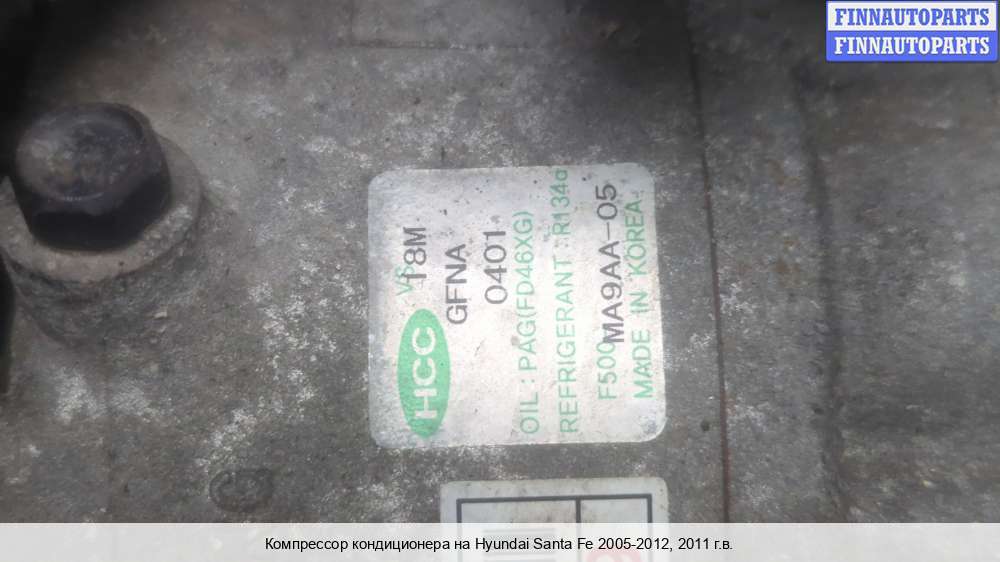 FINNAUTOPARTS
FINNAUTOPARTS
HCC
18M
GFNA
0401
OIL : PAG(FD46XG)
REFRIGERANT : R134a
F500 MA9AA-05
MADE IN KOREA
Компрессор кондиционера на Hyundai Santa Fe 2005-2012, 2011 г.в.